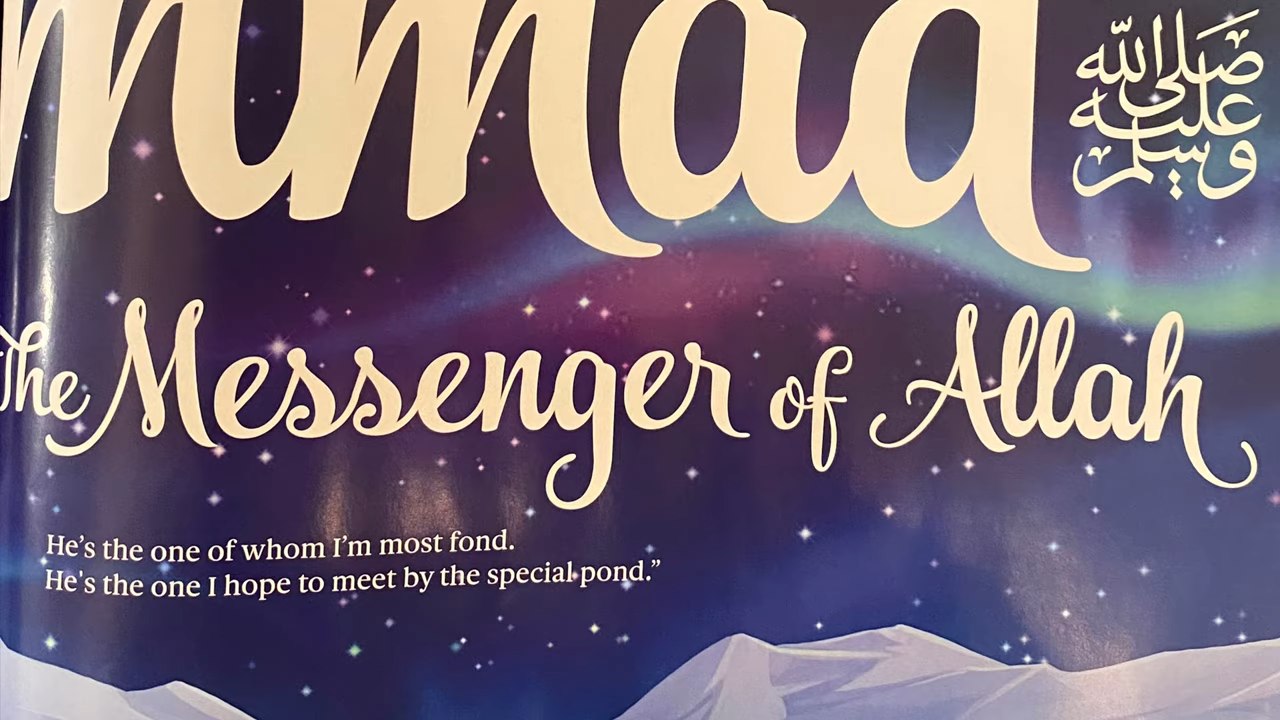 mmad
صلى الله
عليه
وسلم
The Messenger of Allah
He's the one of whom I'm most fond.
He's the one I hope to meet by the special pond.”